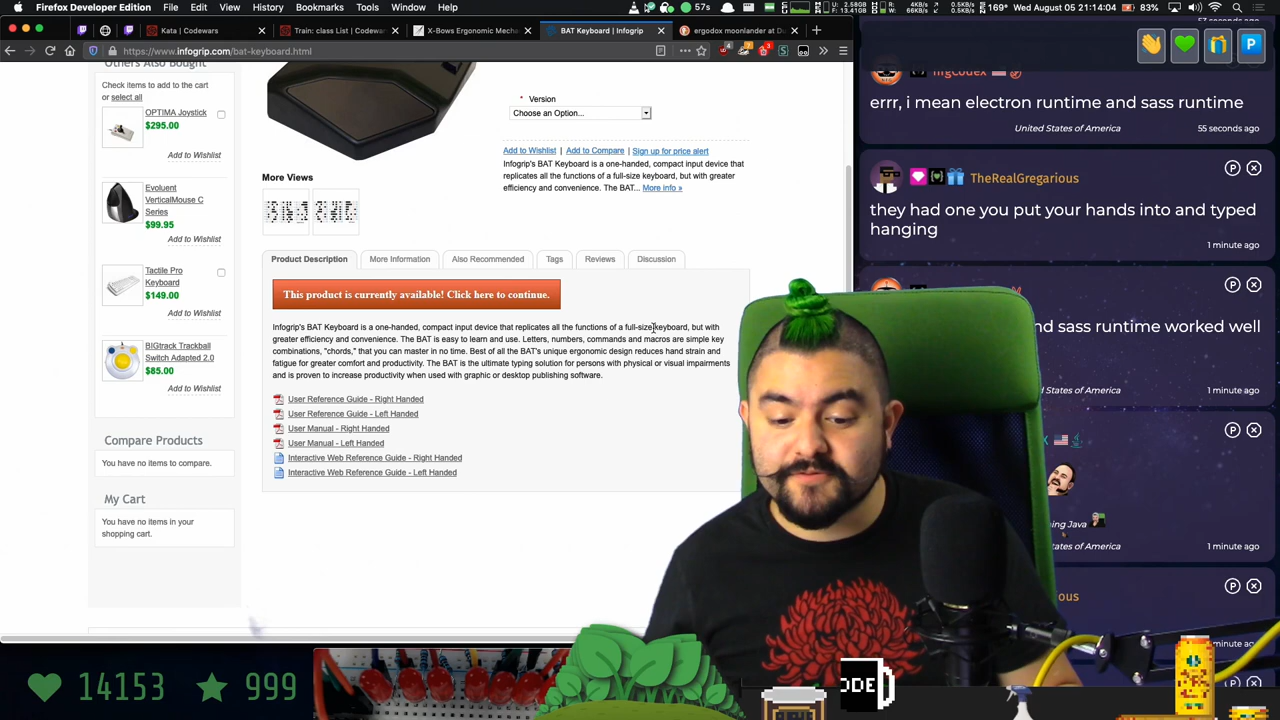 Firefox Developer Edition
File
Edit
View
History
Bookmarks
Kata | Codewars
Train: class List | Codewa
X-Bows Ergonomic Mecha
BAT Keyboard | Infogrip
ergodox moonlander at Du
https://www.infogrip.com/bat-keyboard.html
Others Also Bought
Check items to add to the cart
or select all
OPTIMA Joystick
$295.00
Add to Wishlist
Evoluent
VerticalMouse C
Series
$99.95
Add to Wishlist
Tactile Pro
Keyboard
$149.00
Add to Wishlist
BIGtrack Trackball
Switch Adapted 2.0
$85.00
Add to Wishlist
Compare Products
You have no items to compare.
My Cart
You have no items in your
shopping cart.
* Version
Choose an Option...
Add to Wishlist | Add to Compare | Sign up for price alert
Infogrip's BAT Keyboard is a one-handed, compact input device that
replicates all the functions of a full-size keyboard, but with greater
efficiency and convenience. The BAT... More info »
More Views
Product Description
More Information
Also Recommended
Tags
Reviews
Discussion
This product is currently available! Click here to continue.
Infogrip's BAT Keyboard is a one-handed, compact input device that replicates all the functions of a full-size keyboard, but with
greater efficiency and convenience. The BAT is easy to learn and use. Letters, numbers, commands and macros are simple key
combinations, "chords," that you can master in no time. Best of all the BAT's unique ergonomic design reduces hand strain and
fatigue for greater comfort and productivity. The BAT is the ultimate typing solution for persons with physical or visual impairments
and is proven to increase productivity when used with graphic or desktop publishing software.
User Reference Guide - Right Handed
User Reference Guide - Left Handed
User Manual - Right Handed
User Manual - Left Handed
Interactive Web Reference Guide - Right Handed
Interactive Web Reference Guide - Left Handed
errr, i mean electron runtime and sass runtime
United States of America
55 seconds ago
TheRealGregorious
they had one you put your hands into and typed
hanging
1 minute ago
nd sass runtime worked well
d States of America
1 minute ago
ning Java
tates of America
1 minute ago
ous
14153
999
ODE